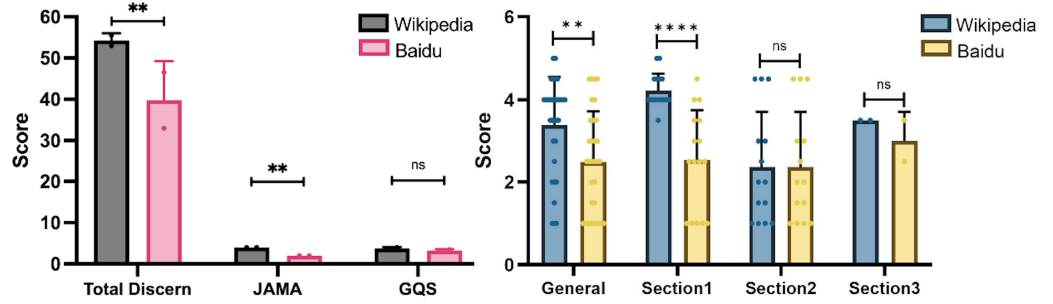 Score
60
50
40
30
20
10
0
**
**
ns
Wikipedia
Baidu
Total Discern
JAMA
GQS
Score
6
4
2
0
**
****
ns
ns
Wikipedia
Baidu
General
Section1
Section2
Section3